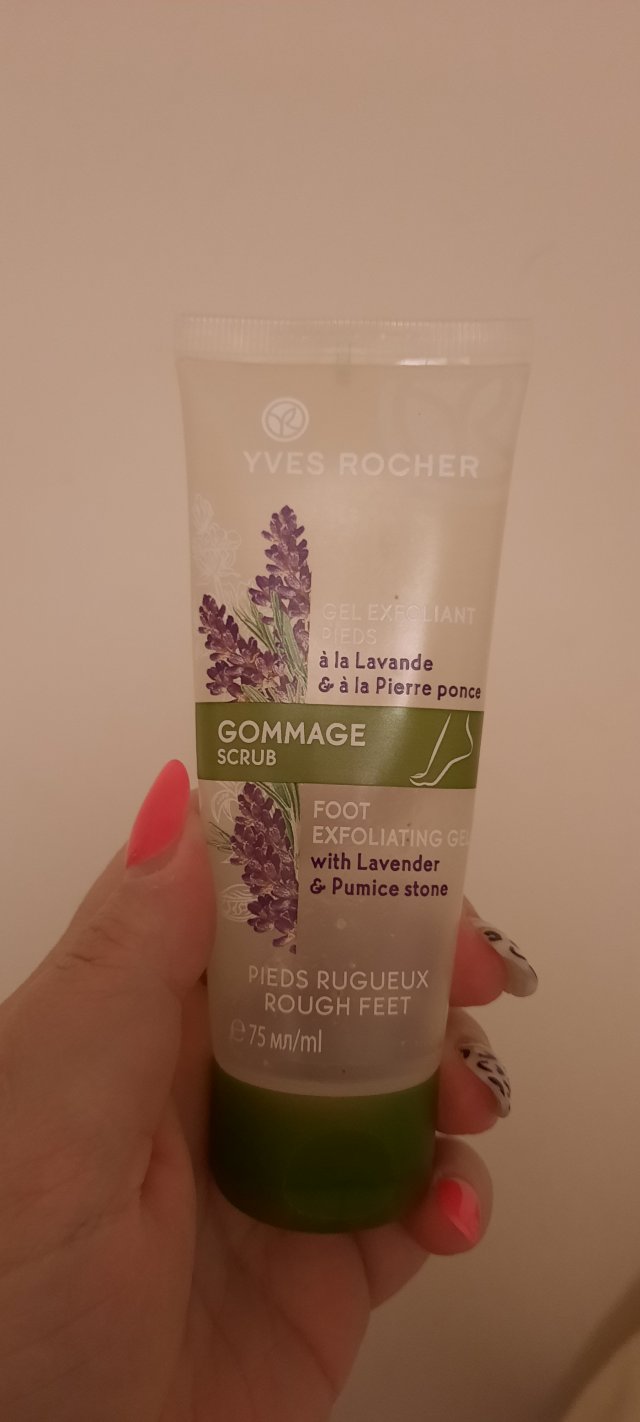 YR
YVES ROCHER
GEL EXFOLIANT
PIEDS
à la Lavande
& à la Pierre ponce
GOMMAGE
SCRUB
FOOT
EXFOLIATING GEL
with Lavender
& Pumice stone
PIEDS RUGUEUX
ROUGH FEET
℮ 75 мл/ml